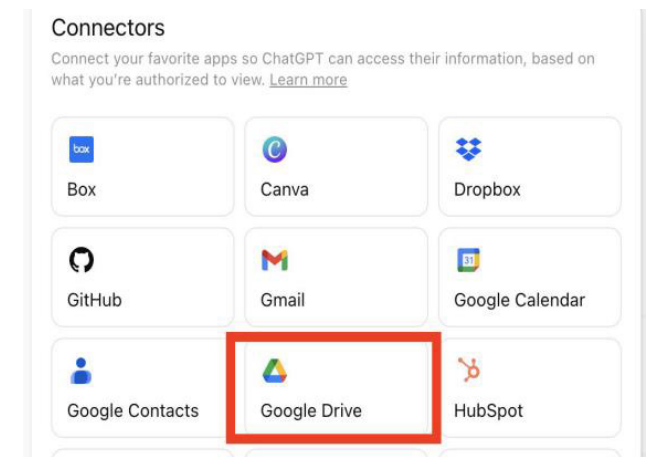 Connectors
Connect your favorite apps so ChatGPT can access their information, based on
what you're authorized to view. Learn more
box
Box
Canva
Dropbox
31
GitHub
Gmail
Google Calendar
Google Contacts
Google Drive
HubSpot